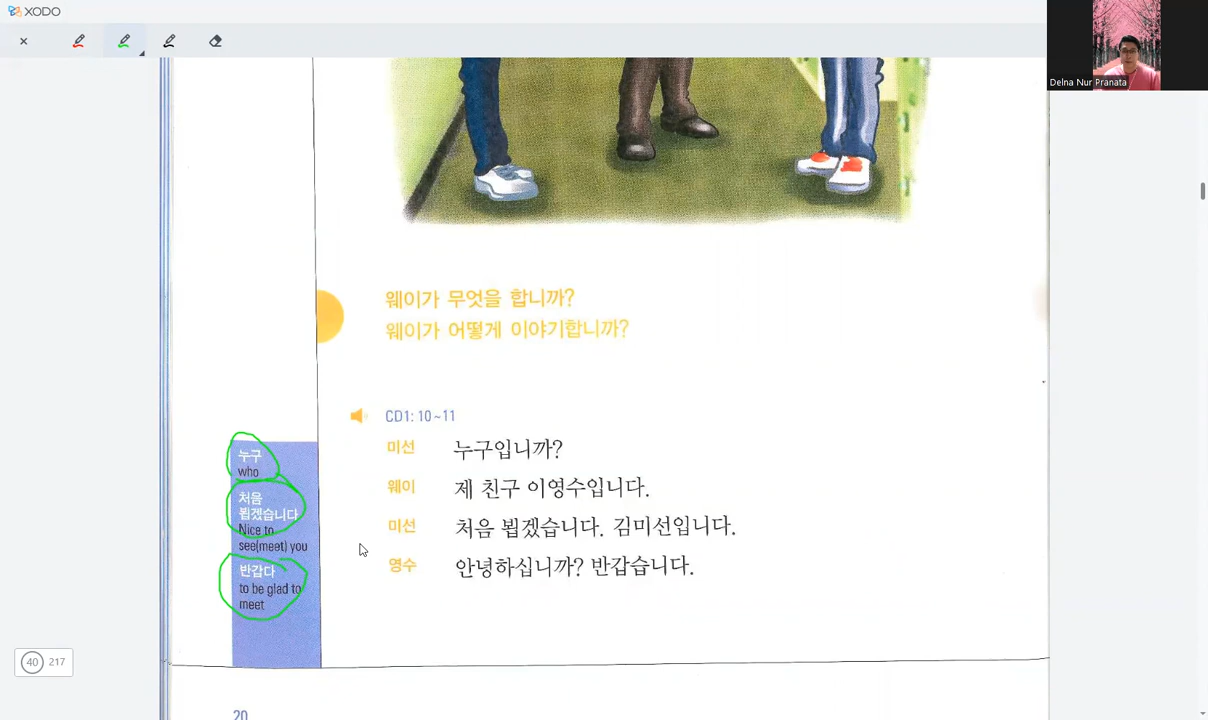 XODO
Delna Nur Pranata
웨이가 무엇을 합니까?
웨이가 어떻게 이야기합니까?
CD1: 10~11
미선 누구입니까?
웨이 제 친구 이영수입니다.
미선 처음 뵙겠습니다. 김미선입니다.
영수 안녕하십니까? 반갑습니다.
누구
who
처음
뵙겠습니다
Nice to
see(meet) you
반갑다
to be glad to
meet
40 217
20